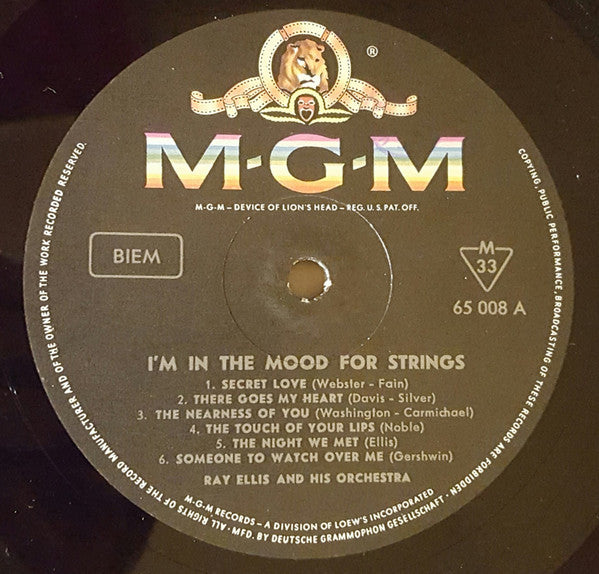 ®
M-G-M
M-G-M – DEVICE OF LION'S HEAD – REG. U. S. PAT. OFF.
BIEM
M
33
65 008 A
I'M IN THE MOOD FOR STRINGS
1. SECRET LOVE (Webster - Fain)
2. THERE GOES MY HEART (Davis - Silver)
3. THE NEARNESS OF YOU (Washington - Carmichael)
4. THE TOUCH OF YOUR LIPS (Noble)
5. THE NIGHT WE MET (Ellis)
6. SOMEONE TO WATCH OVER ME (Gershwin)
RAY ELLIS AND HIS ORCHESTRA
M-G-M RECORDS – A DIVISION OF LOEW'S INCORPORATED
ALL RIGHTS OF THE RECORD MANUFACTURER AND OF THE OWNER OF THE WORK RECORDED RESERVED.
COPYING, PUBLIC PERFORMANCE, BROADCASTING OF THESE RECORDS ARE FORBIDDEN · MFD. BY DEUTSCHE GRAMMOPHON GESELLSCHAFT ·